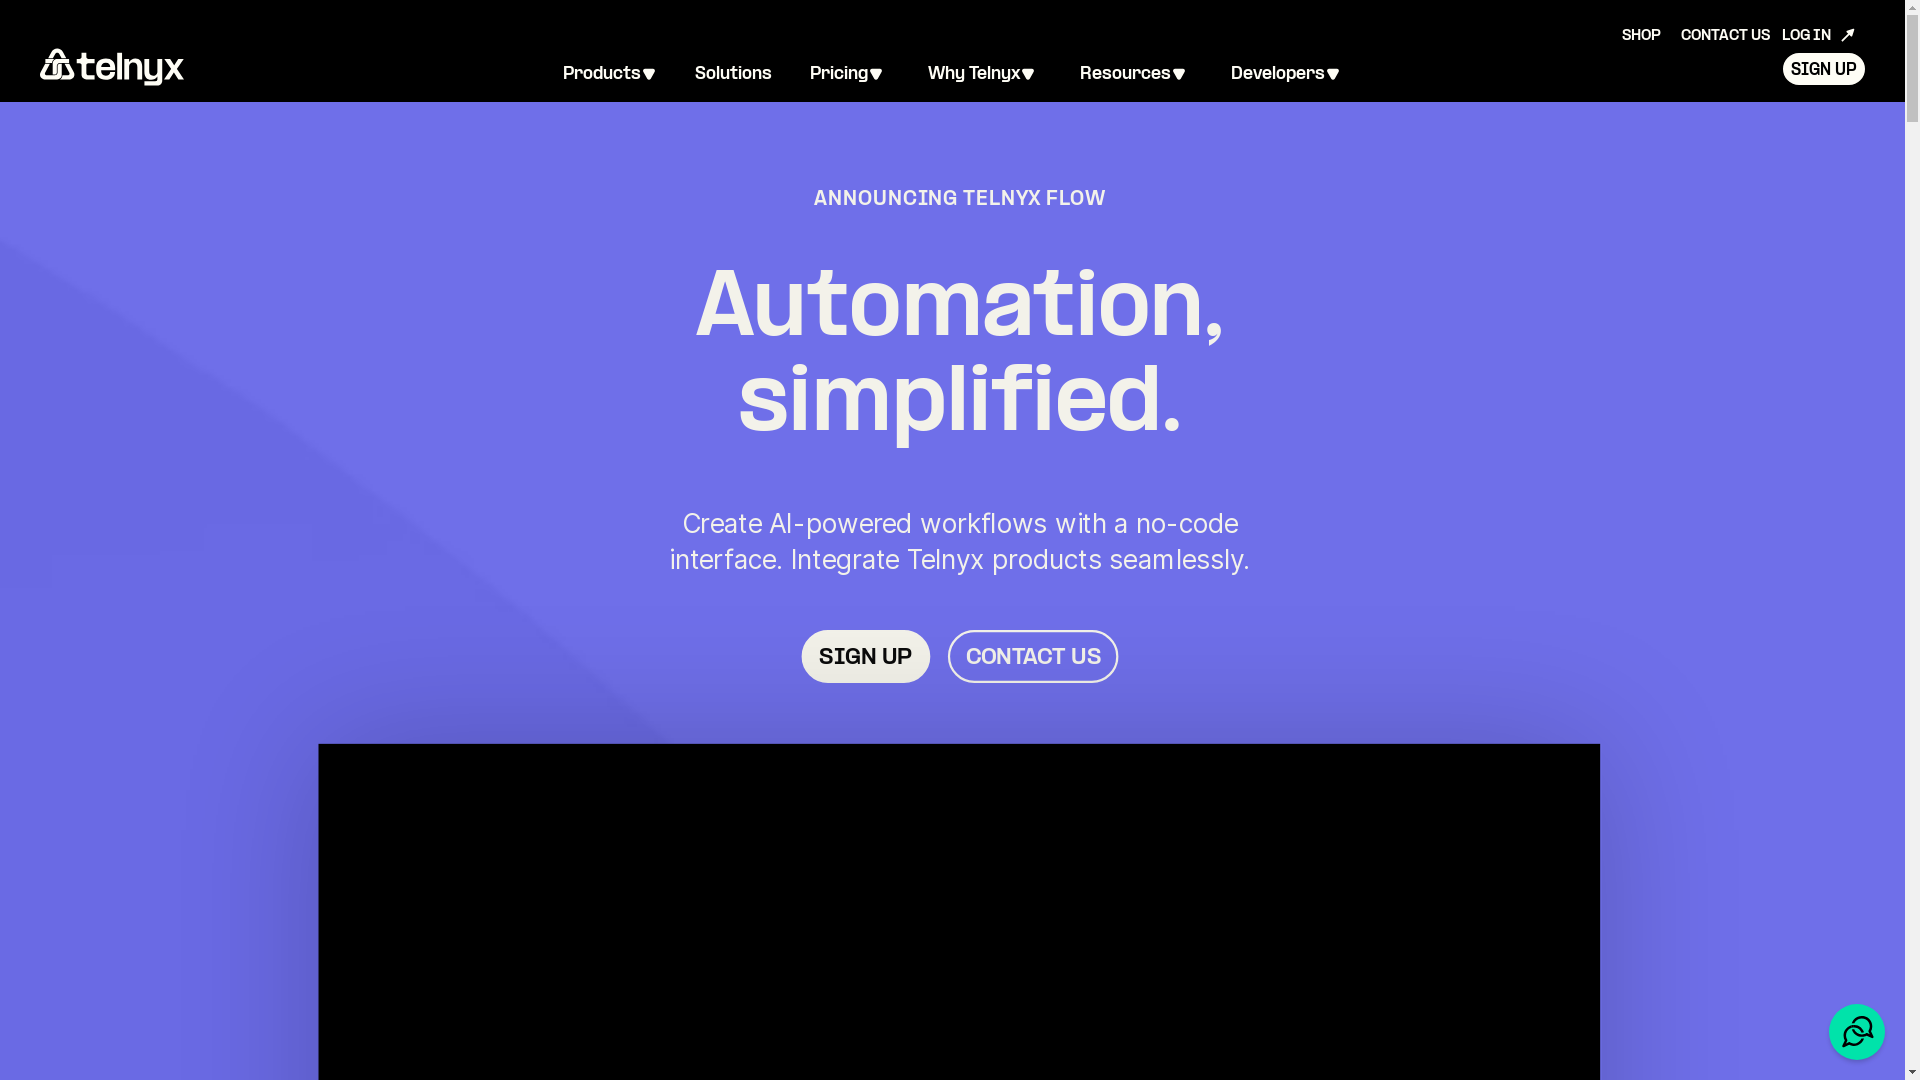 SHOP CONTACT US LOG IN
telnyx
Products Solutions Pricing Why Telnyx Resources Developers
SIGN UP
ANNOUNCING TELNYX FLOW
Automation,
simplified.
Create AI-powered workflows with a no-code
interface. Integrate Telnyx products seamlessly.
SIGN UP CONTACT US